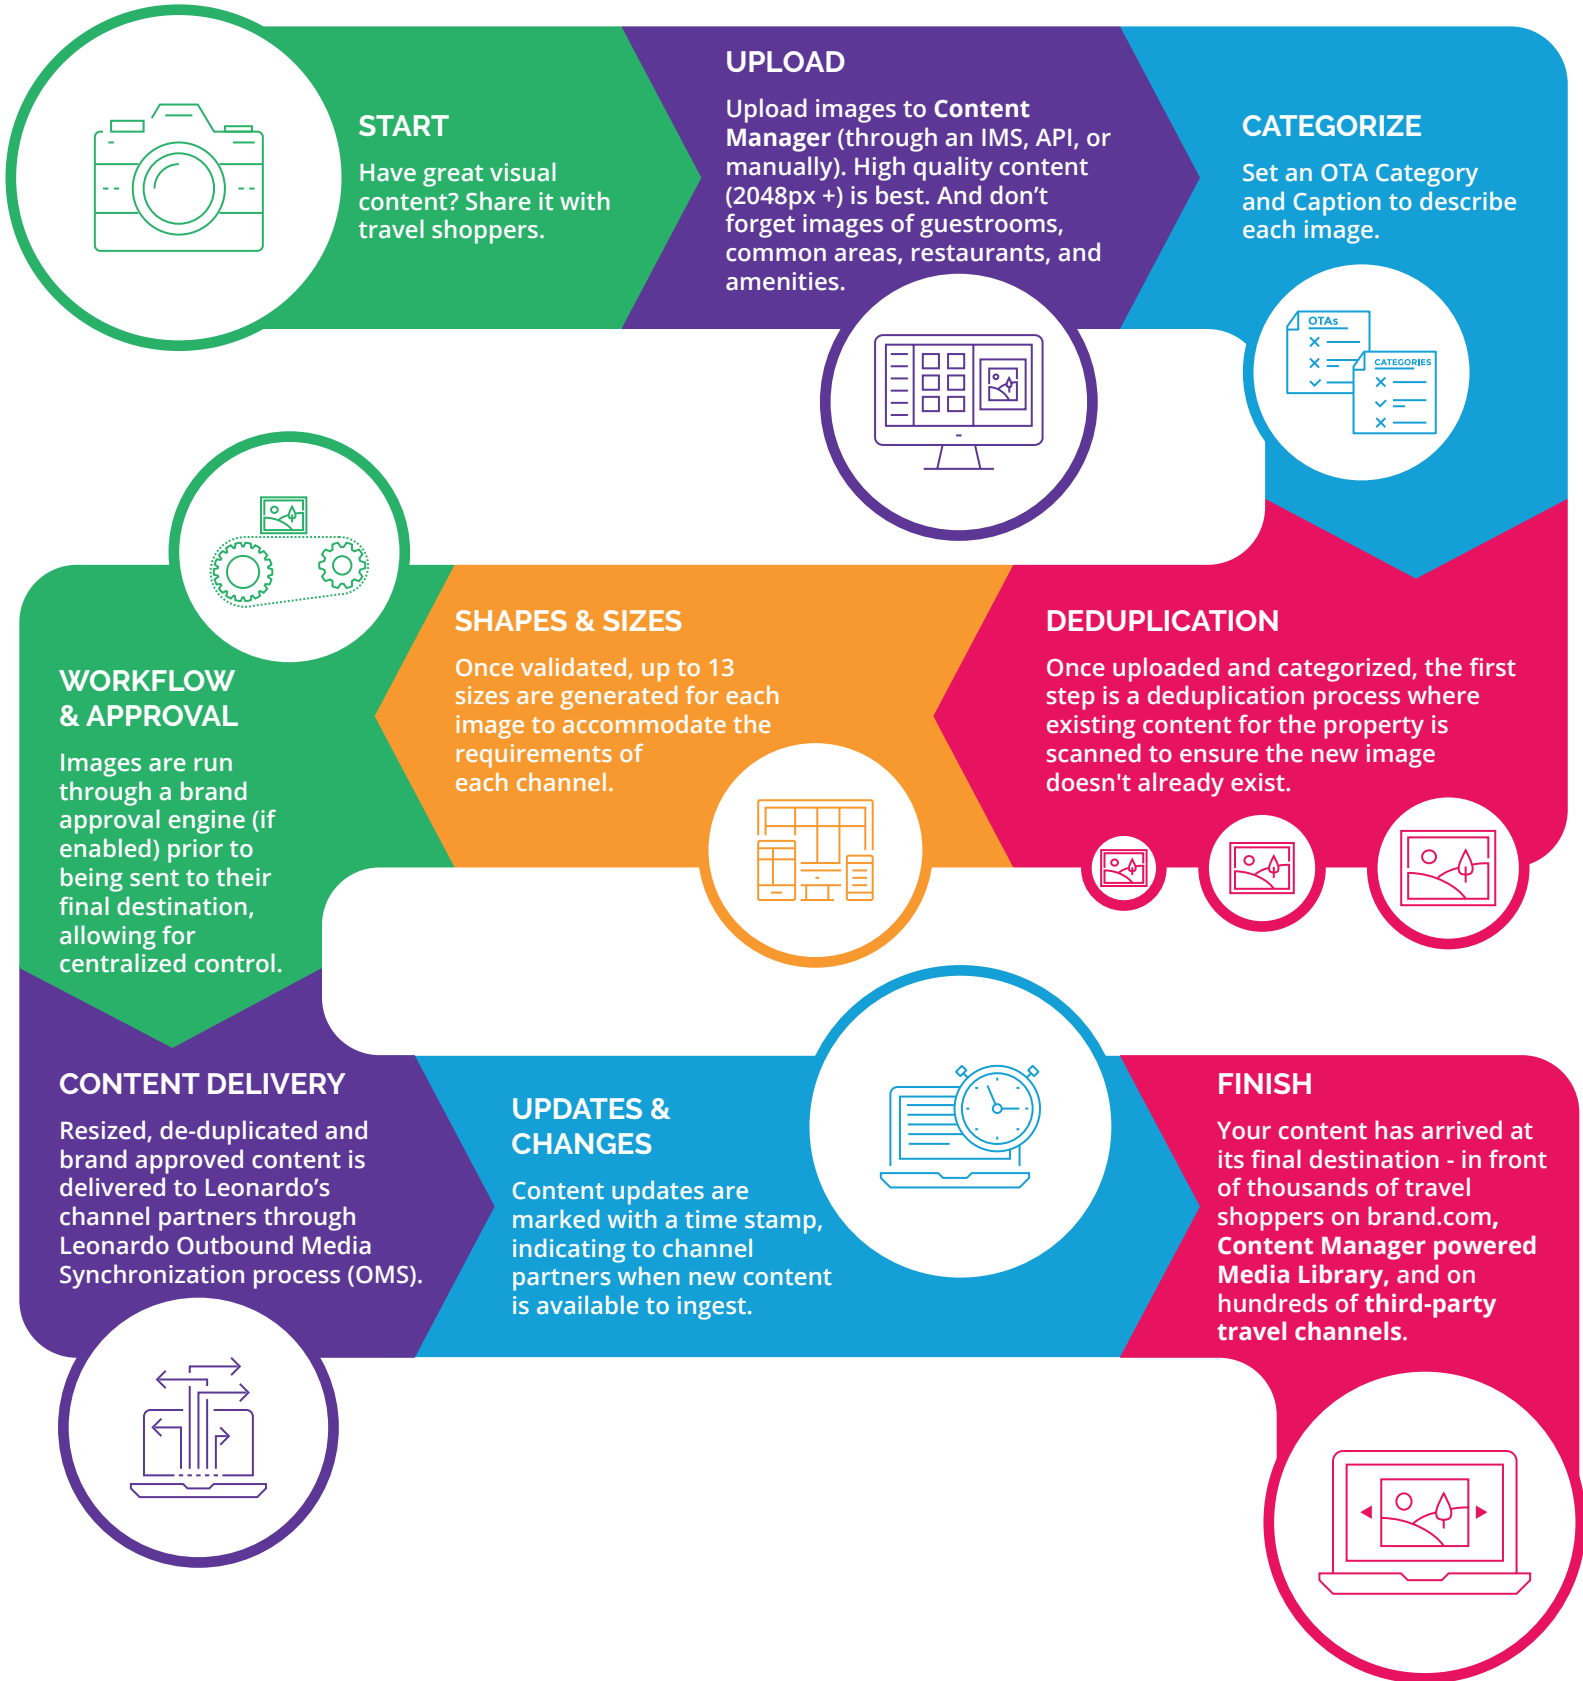 START
Have great visual
content? Share it with
travel shoppers.
UPLOAD
Upload images to Content
Manager (through an IMS, API, or
manually). High quality content
(2048px +) is best. And don’t
forget images of guestrooms,
common areas, restaurants, and
amenities.
CATEGORIZE
Set an OTA Category
and Caption to describe
each image.
OTAs
CATEGORIES
DEDUPLICATION
Once uploaded and categorized, the first
step is a deduplication process where
existing content for the property is
scanned to ensure the new image
doesn't already exist.
SHAPES & SIZES
Once validated, up to 13
sizes are generated for each
image to accommodate the
requirements of
each channel.
WORKFLOW
& APPROVAL
Images are run
through a brand
approval engine (if
enabled) prior to
being sent to their
final destination,
allowing for
centralized control.
CONTENT DELIVERY
Resized, de-duplicated and
brand approved content is
delivered to Leonardo’s
channel partners through
Leonardo Outbound Media
Synchronization process (OMS).
UPDATES &
CHANGES
Content updates are
marked with a time stamp,
indicating to channel
partners when new content
is available to ingest.
FINISH
Your content has arrived at
its final destination - in front
of thousands of travel
shoppers on brand.com,
Content Manager powered
Media Library, and on
hundreds of third-party
travel channels.